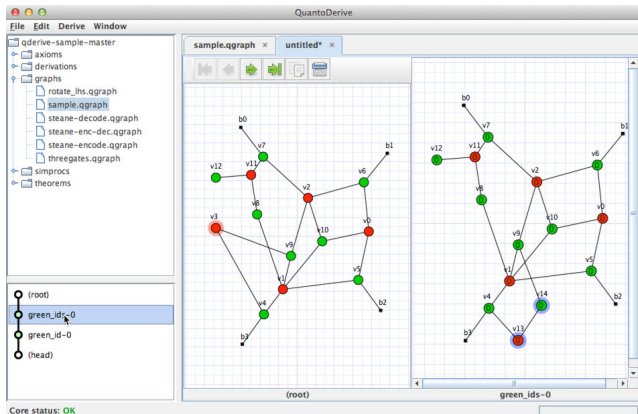 QuantoDerive
File Edit Derive Window
qderive-sample-master
axioms
derivations
graphs
rotate_lhs.qgraph
sample.qgraph
steane-decode.qgraph
steane-enc-dec.qgraph
steane-encode.qgraph
threegates.qgraph
simprocs
theorems
(root)
green_ids-0
green_id-0
(head)
sample.qgraph × untitled* ×
b0
v7
b1
v12
v11
v6
v2
v8
v3
v10
v0
v9
v1
v5
v4
b2
b3
(root)
b0
v7
b1
v12
v11
v6
v2
v8
v10
v0
v9
v1
v5
v14
v4
b2
b3
v13
green_ids-0
Core status: OK